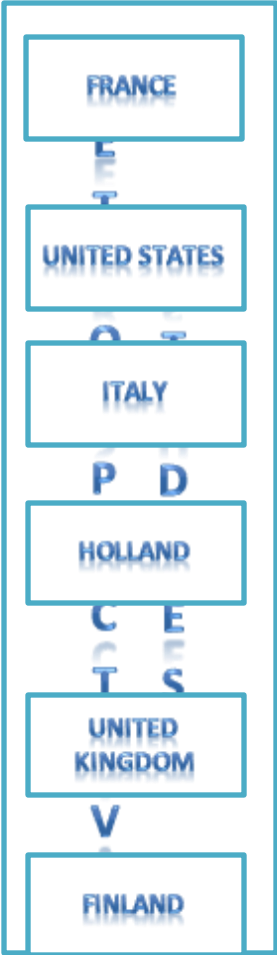 FRANCE
UNITED STATES
ITALY
P D
HOLLAND
C E
T S
UNITED
KINGDOM
V
FINLAND